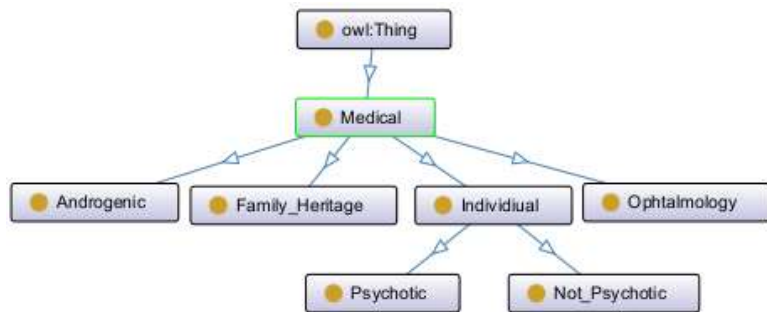 owl:Thing
Medical
Androgenic
Family_Heritage
Individiual
Ophtalmology
Psychotic
Not_Psychotic